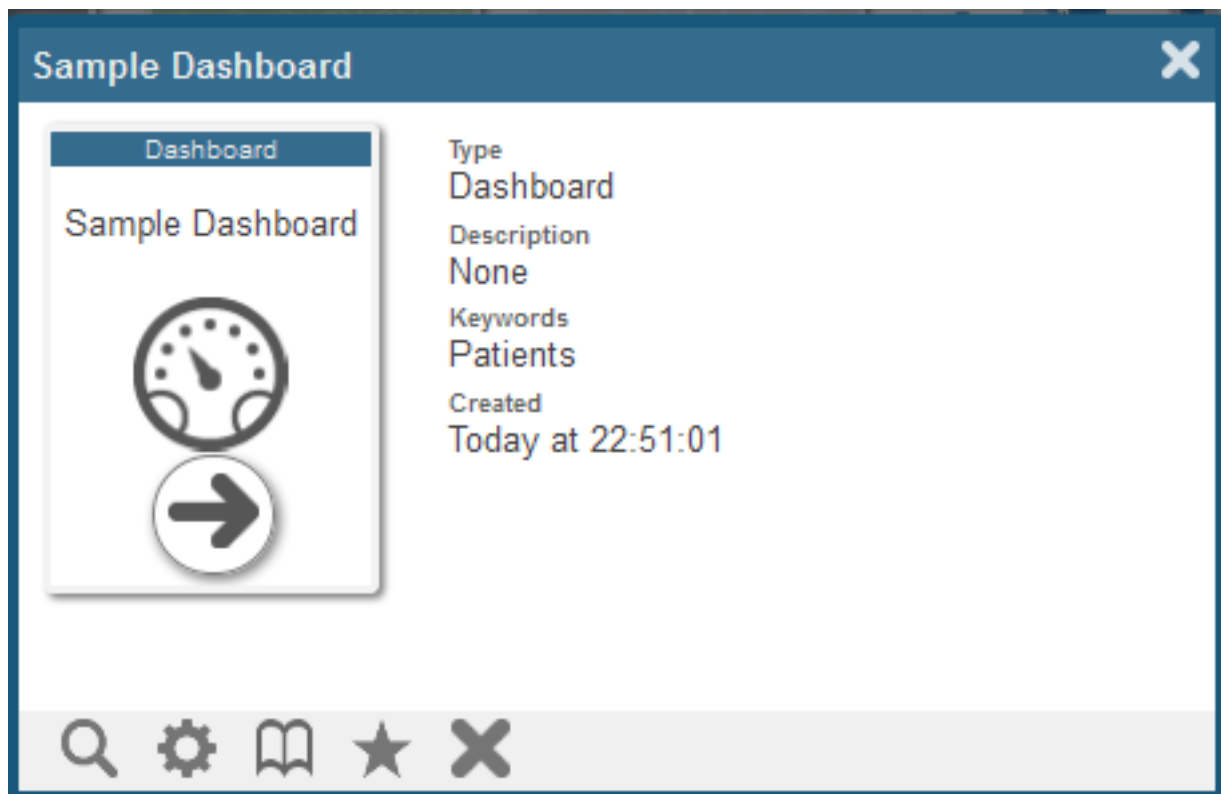 Sample Dashboard
Dashboard
Sample Dashboard
Type
Dashboard
Description
None
Keywords
Patients
Created
Today at 22:51:01